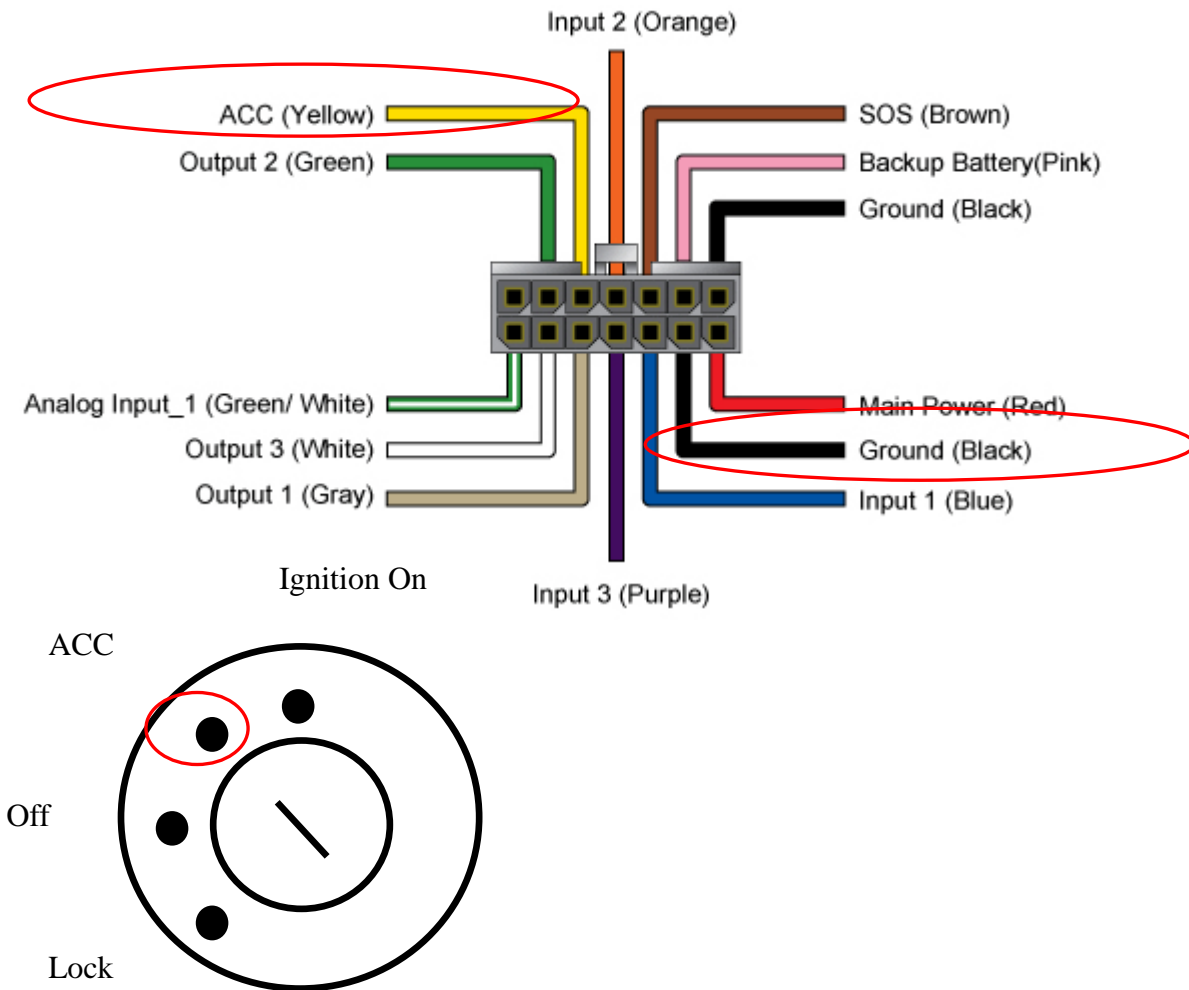 Input 2 (Orange)
ACC (Yellow)
SOS (Brown)
Output 2 (Green)
Backup Battery(Pink)
Ground (Black)
Analog Input_1 (Green/ White)
Main Power (Red)
Output 3 (White)
Ground (Black)
Output 1 (Gray)
Input 1 (Blue)
Ignition On
Input 3 (Purple)
ACC
Off
Lock